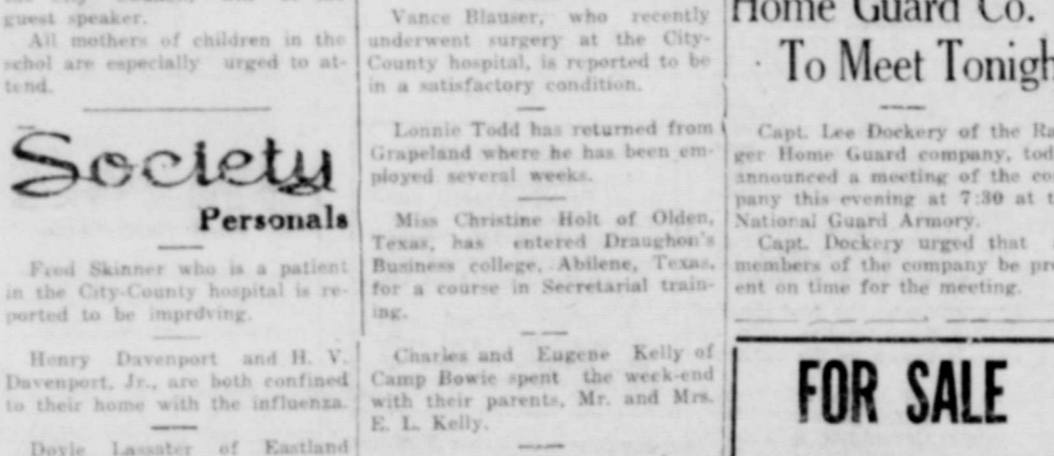 guest speaker.
All mothers of children in the
schol are especially urged to at-
tend.
Society
Personals
Fred Skinner who is a patient
in the City-County hospital is re-
ported to be imprdving.
Henry Davenport and H. V.
Davenport, Jr., are both confined
to their home with the influenza.
Doyle Lassater of Eastland
Vance Blauser, who recently
underwent surgery at the City-
County hospital, is reported to be
in a satisfactory condition.
Lonnie Todd has returned from
Grapeland where he has been em-
ployed several weeks.
Miss Christine Holt of Olden,
Texas, has entered Draughon's
Business college, Abilene, Texas,
for a course in Secretarial train-
ing.
Charles and Eugene Kelly of
Camp Bowie spent the week-end
with their parents, Mr. and Mrs.
E. L. Kelly.
Home Guard Co.
To Meet Tonigh
Capt. Lee Dockery of the Ra
ger Home Guard company, tod
announced a meeting of the co
pany this evening at 7:30 at t
National Guard Armory.
Capt. Dockery urged that
members of the company be pre
ent on time for the meeting.
FOR SALE